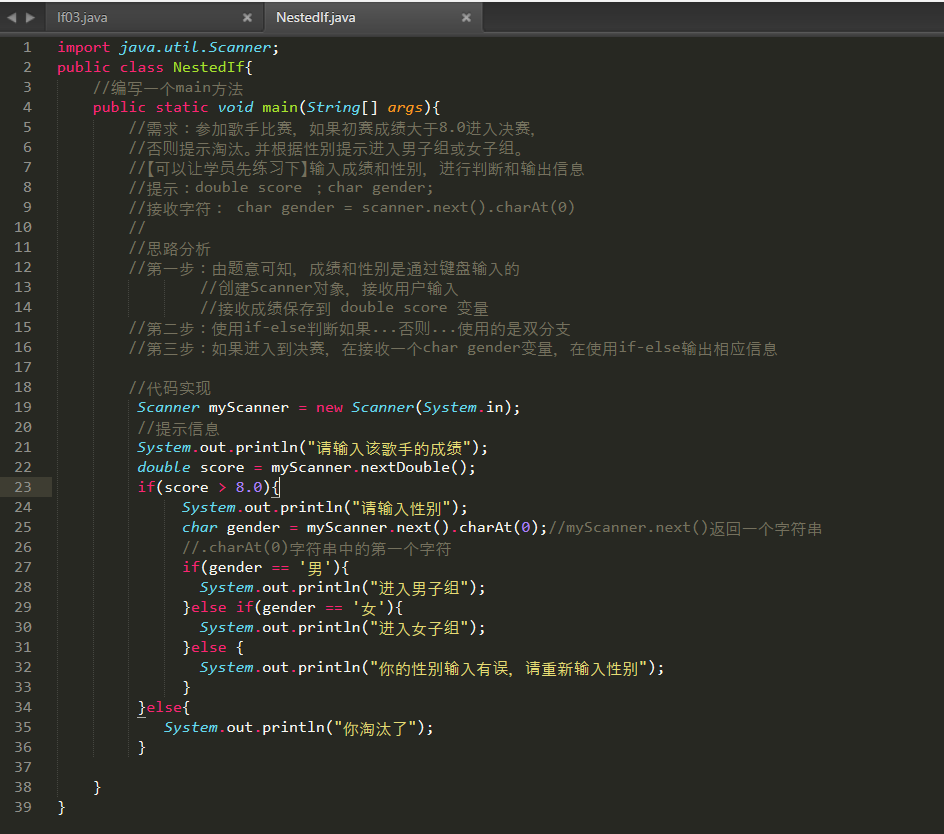 If03.java
NestedIf.java
1 import java.util.Scanner;
2 public class NestedIf{
3 //编写一个main方法
4 public static void main(String[] args){
5 //需求：参加歌手比赛，如果初赛成绩大于8.0进入决赛，
6 //否则提示淘汰。并根据性别提示进入男子组或女子组。
7 //【可以让学员先练习下】输入成绩和性别，进行判断和输出信息
8 //提示：double score ；char gender;
9 //接收字符： char gender = scanner.next().charAt(0)
10 //
11 //思路分析
12 //第一步：由题意可知，成绩和性别是通过键盘输入的
13 //创建Scanner对象，接收用户输入
14 //接收成绩保存到 double score 变量
15 //第二步：使用if-else判断如果...否则...使用的是双分支
16 //第三步：如果进入到决赛，在接收一个char gender变量，在使用if-else输出相应信息
17
18 //代码实现
19 Scanner myScanner = new Scanner(System.in);
20 //提示信息
21 System.out.println("请输入该歌手的成绩");
22 double score = myScanner.nextDouble();
23 if(score > 8.0){
24 System.out.println("请输入性别");
25 char gender = myScanner.next().charAt(0);//myScanner.next()返回一个字符串
26 //.charAt(0)字符串中的第一个字符
27 if(gender == '男'){
28 System.out.println("进入男子组");
29 }else if(gender == '女'){
30 System.out.println("进入女子组");
31 }else {
32 System.out.println("你的性别输入有误，请重新输入性别");
33 }
34 }else{
35 System.out.println("你淘汰了");
36 }
37
38 }
39 }